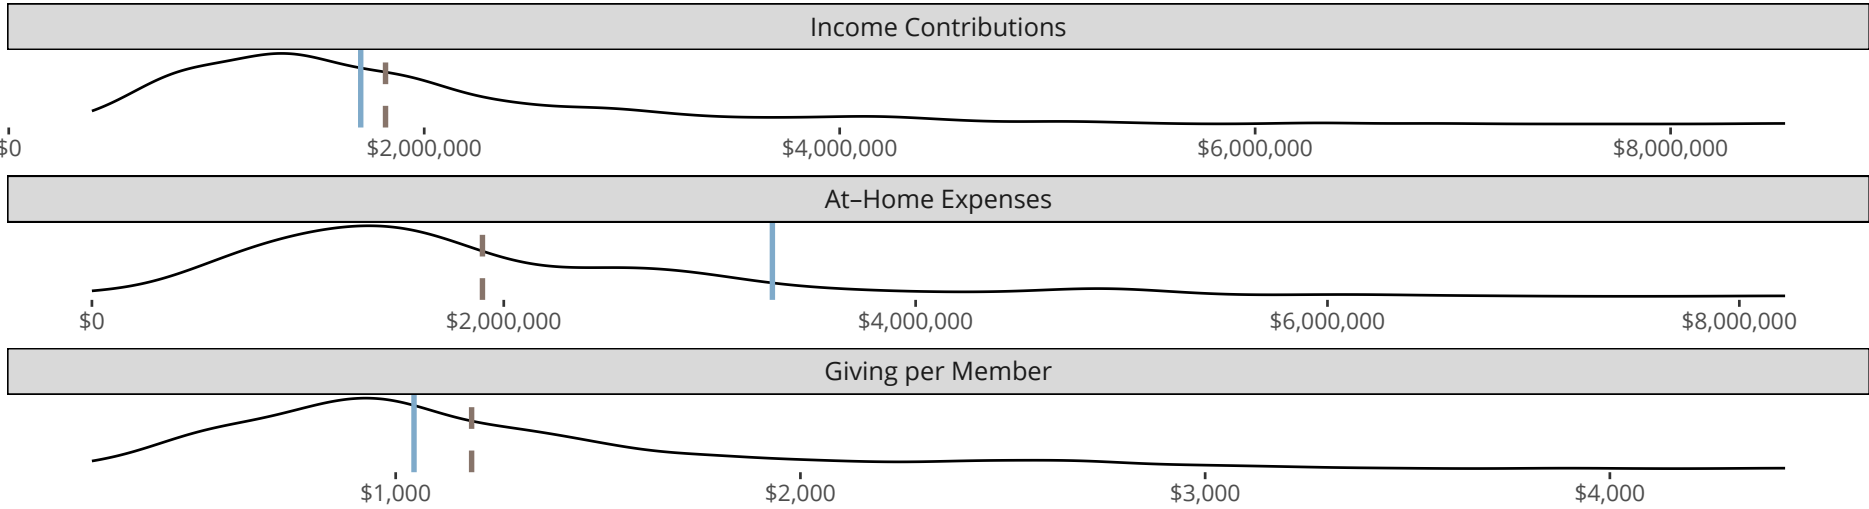 Income Contributions
$0 $2,000,000 $4,000,000 $6,000,000 $8,000,000
At–Home Expenses
$0 $2,000,000 $4,000,000 $6,000,000 $8,000,000
Giving per Member
$1,000 $2,000 $3,000 $4,000